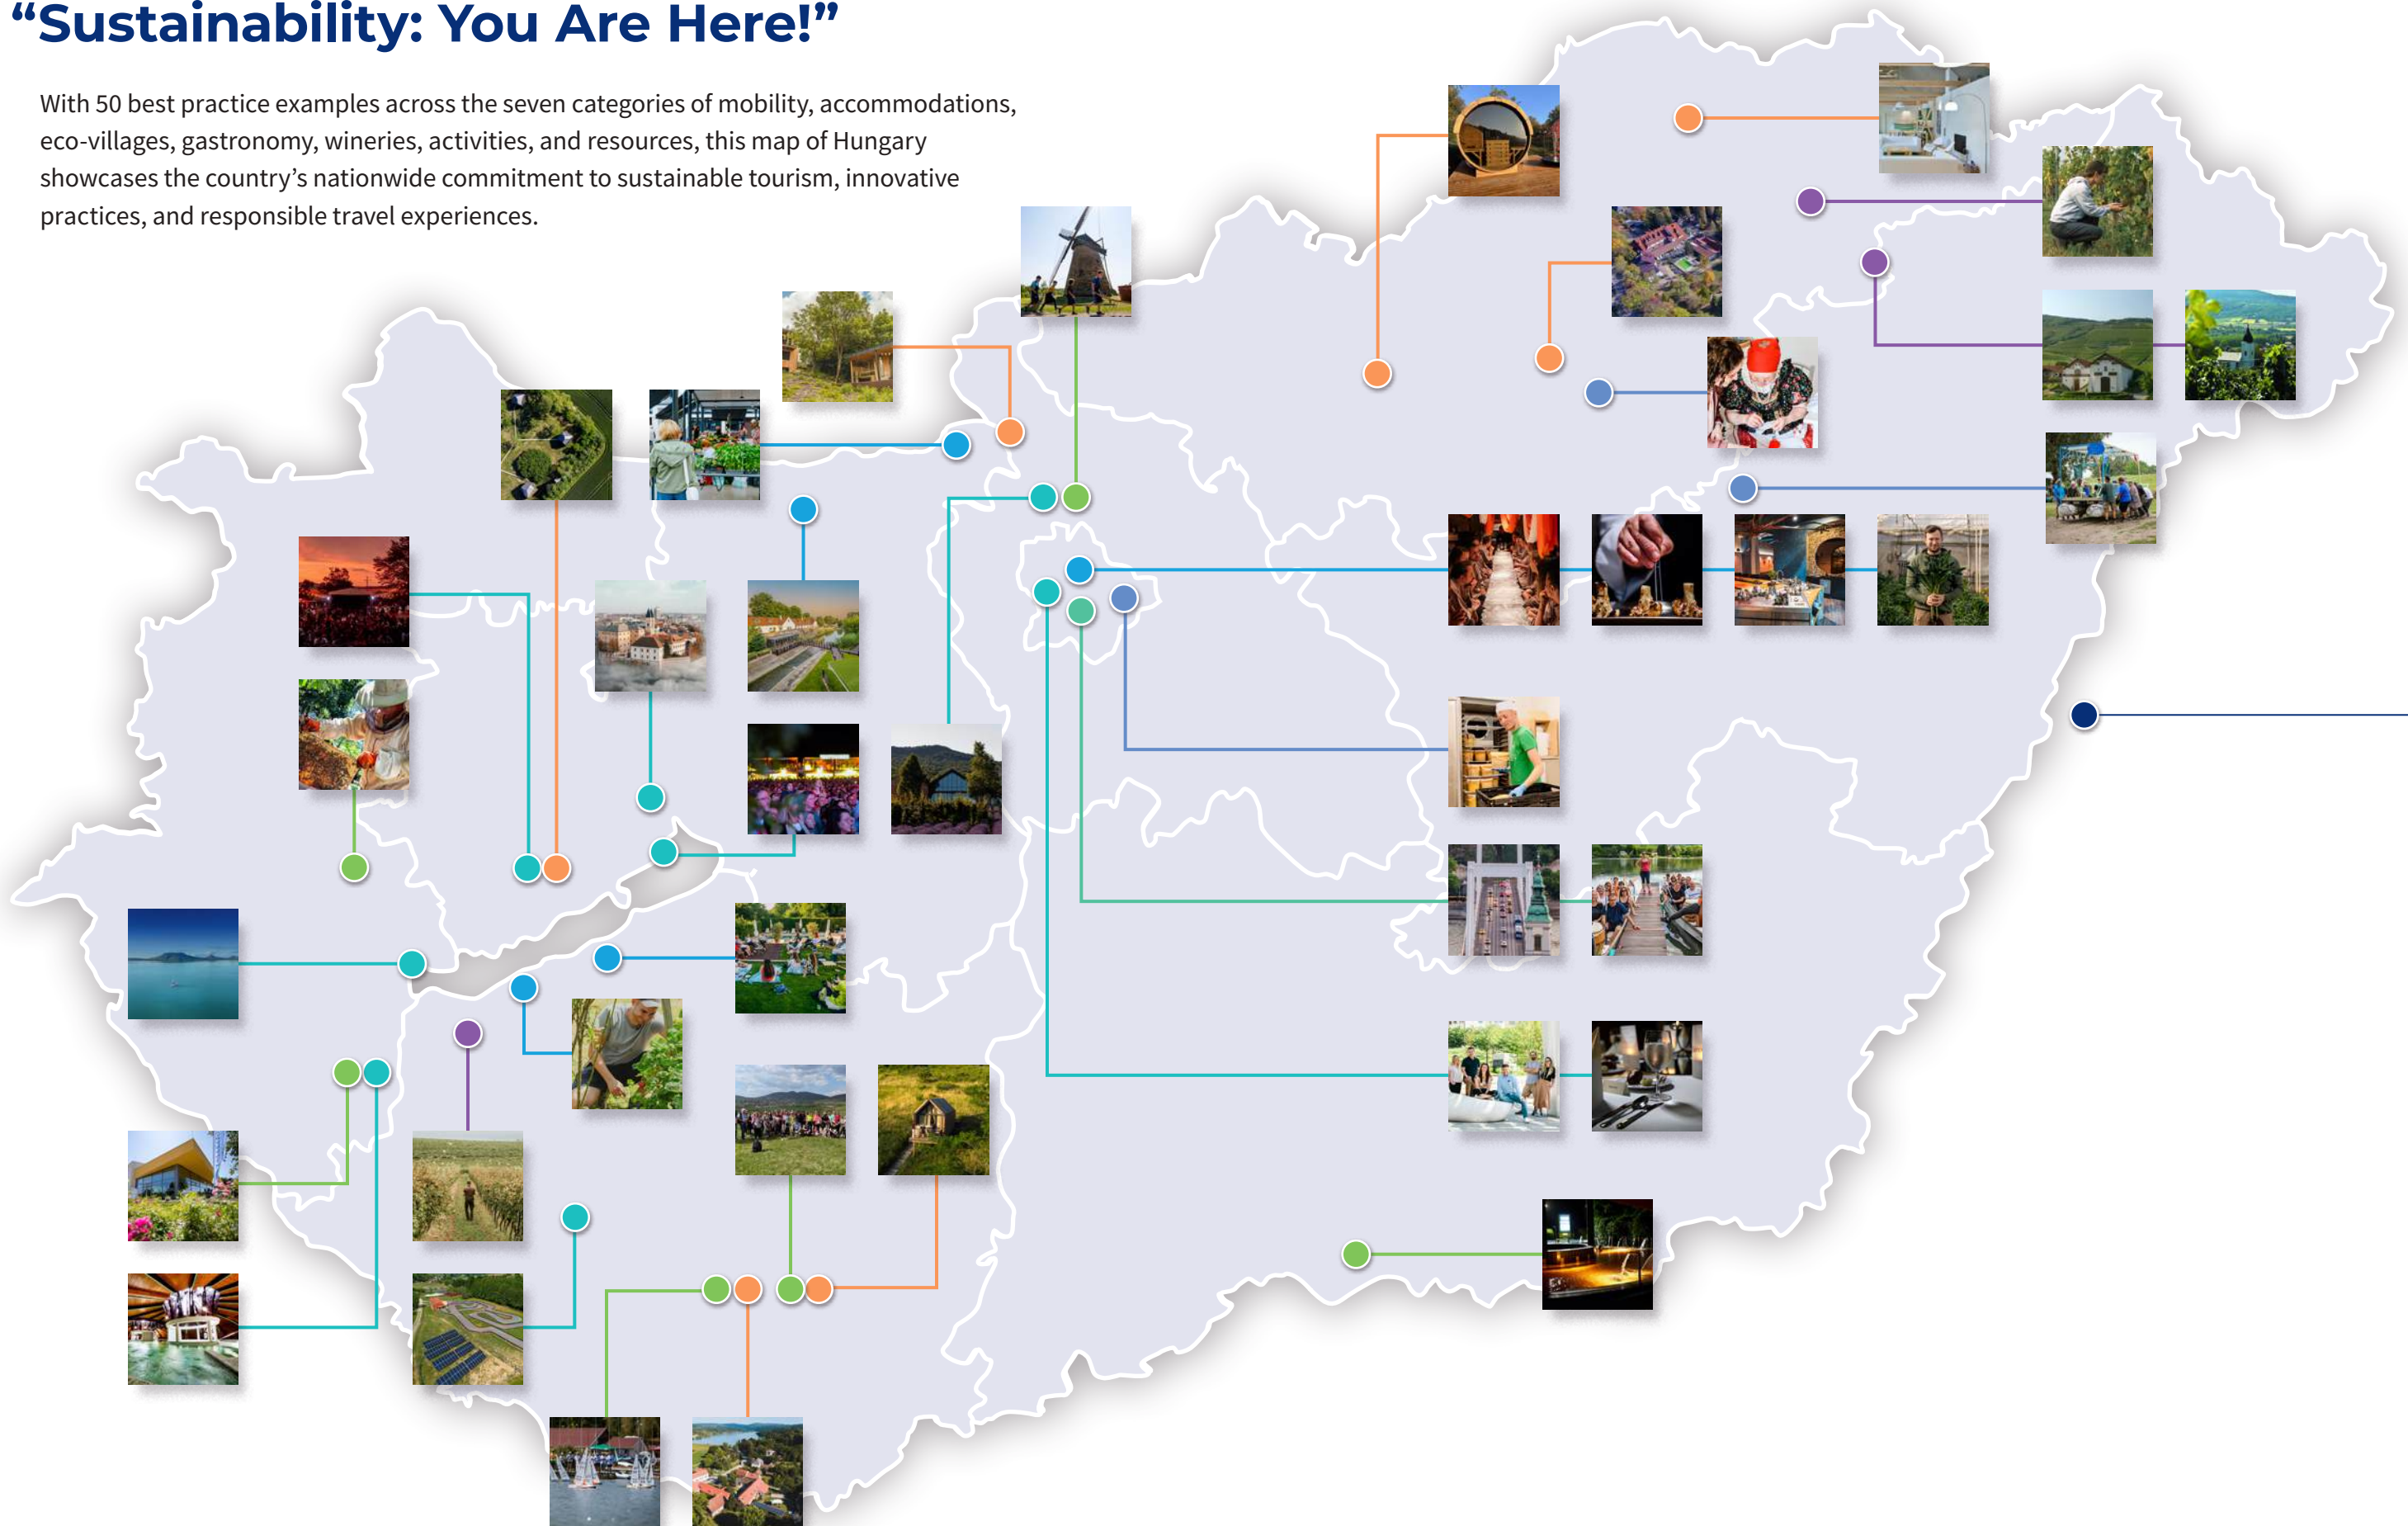 “Sustainability: You Are Here!”
With 50 best practice examples across the seven categories of mobility, accommodations,
eco-villages, gastronomy, wineries, activities, and resources, this map of Hungary
showcases the country’s nationwide commitment to sustainable tourism, innovative
practices, and responsible travel experiences.